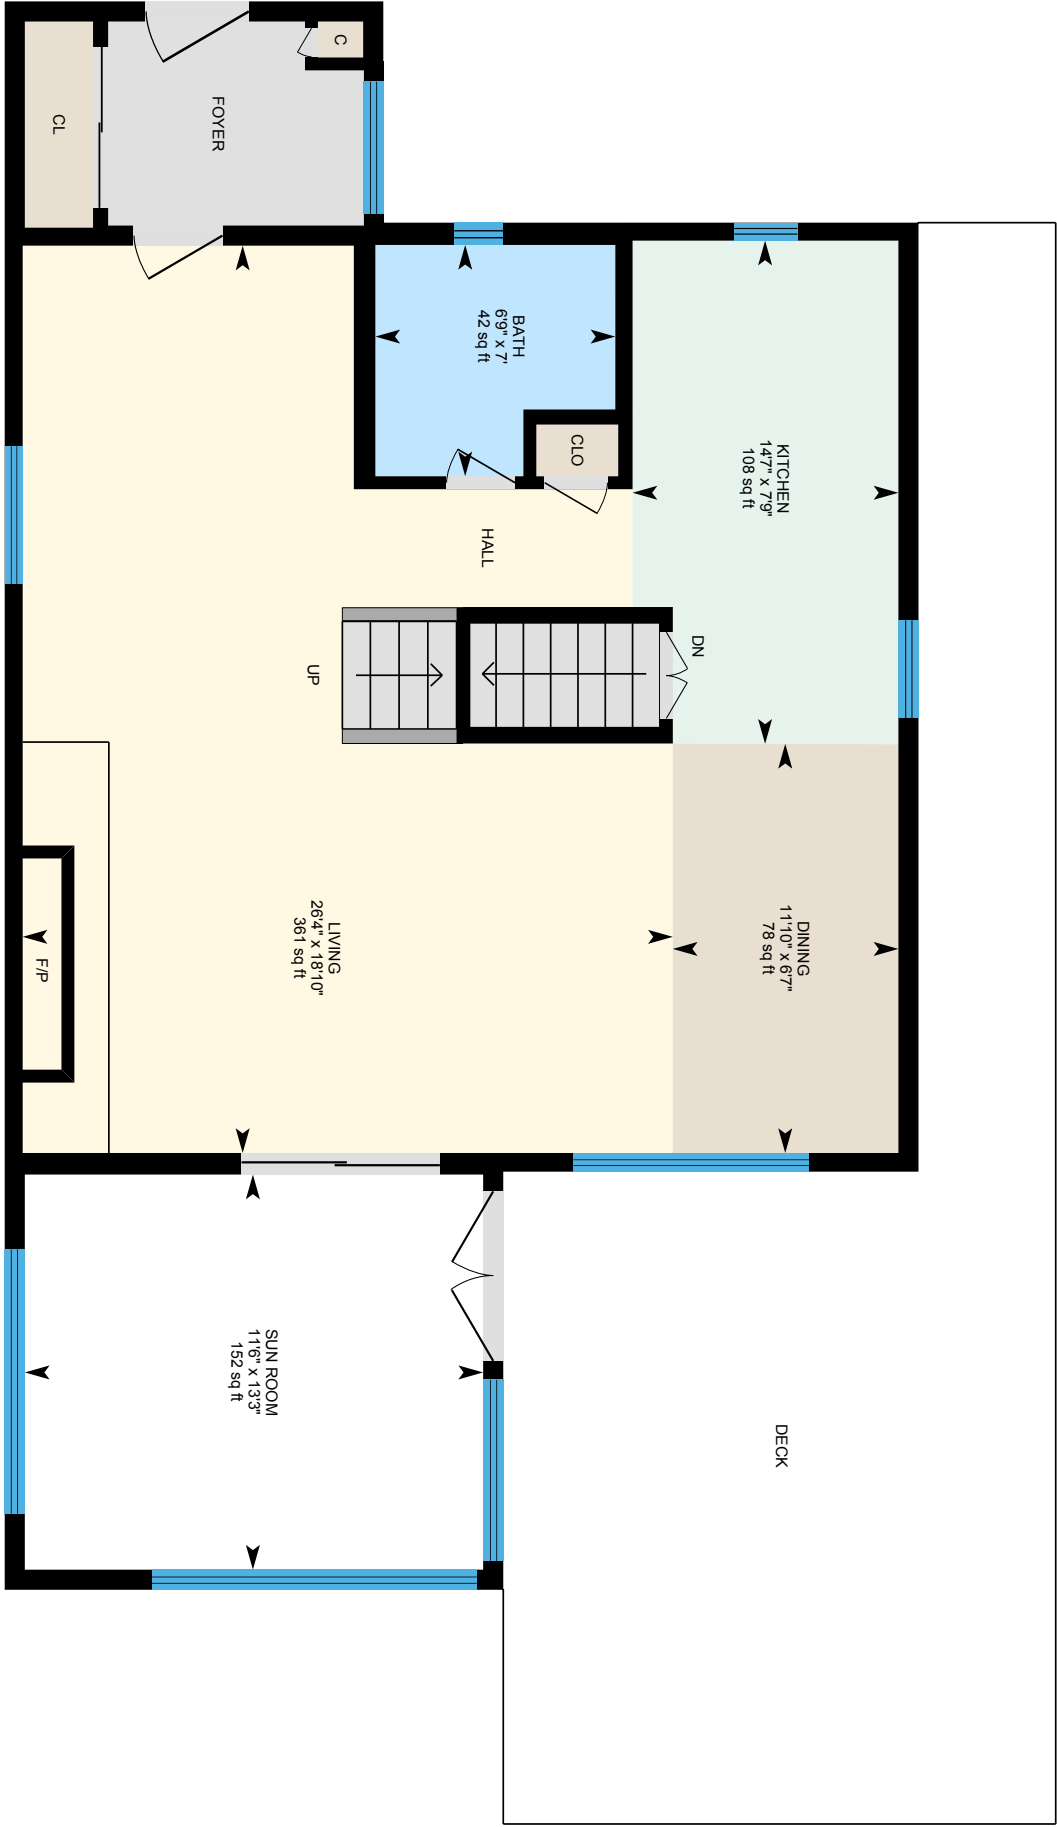 C
CL
FOYER
BATH
6'9" x 7'
42 sq ft
CLO
KITCHEN
14'7" x 7'9"
108 sq ft
HALL
DN
UP
LIVING
26'4" x 18'10"
361 sq ft
DINING
11'10" x 6'7"
78 sq ft
F/P
SUN ROOM
11'6" x 13'3"
152 sq ft
DECK